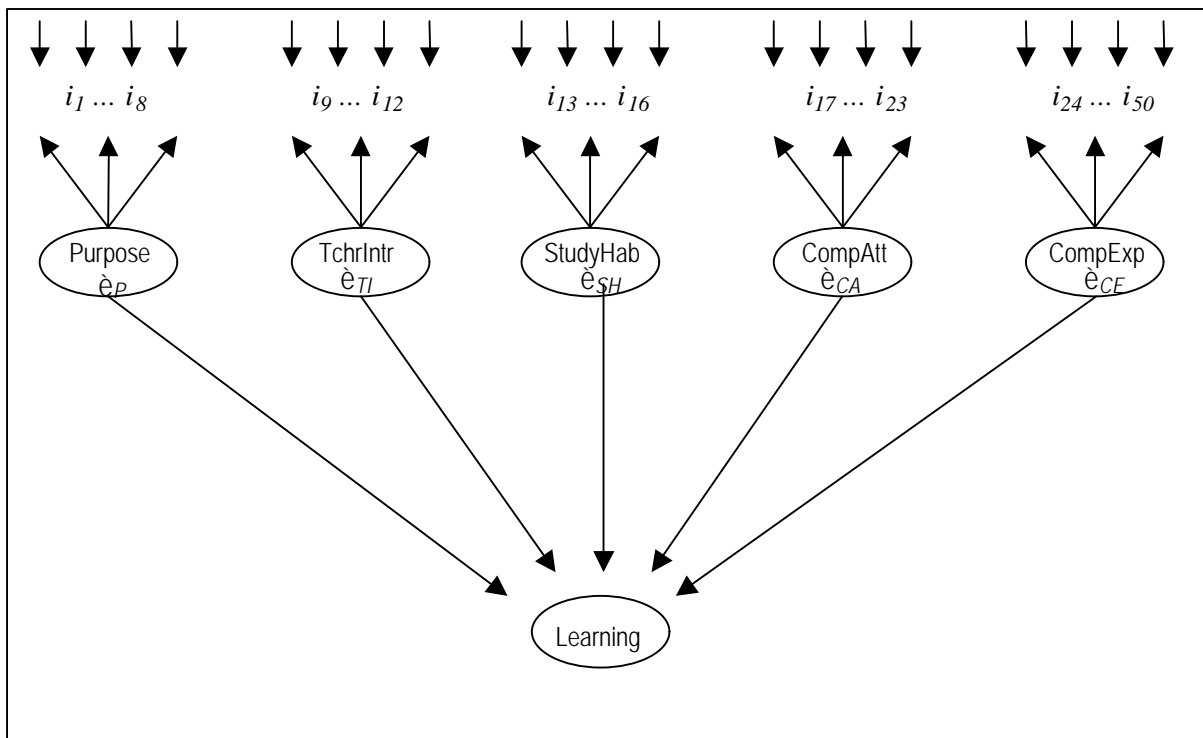 i1 ... i8 i9 ... i12 i13 ... i16 i17 ... i23 i24 ... i50
Purpose TchrIntr StudyHab CompAtt CompExp
èP èTI èSH èCA èCE
Learning